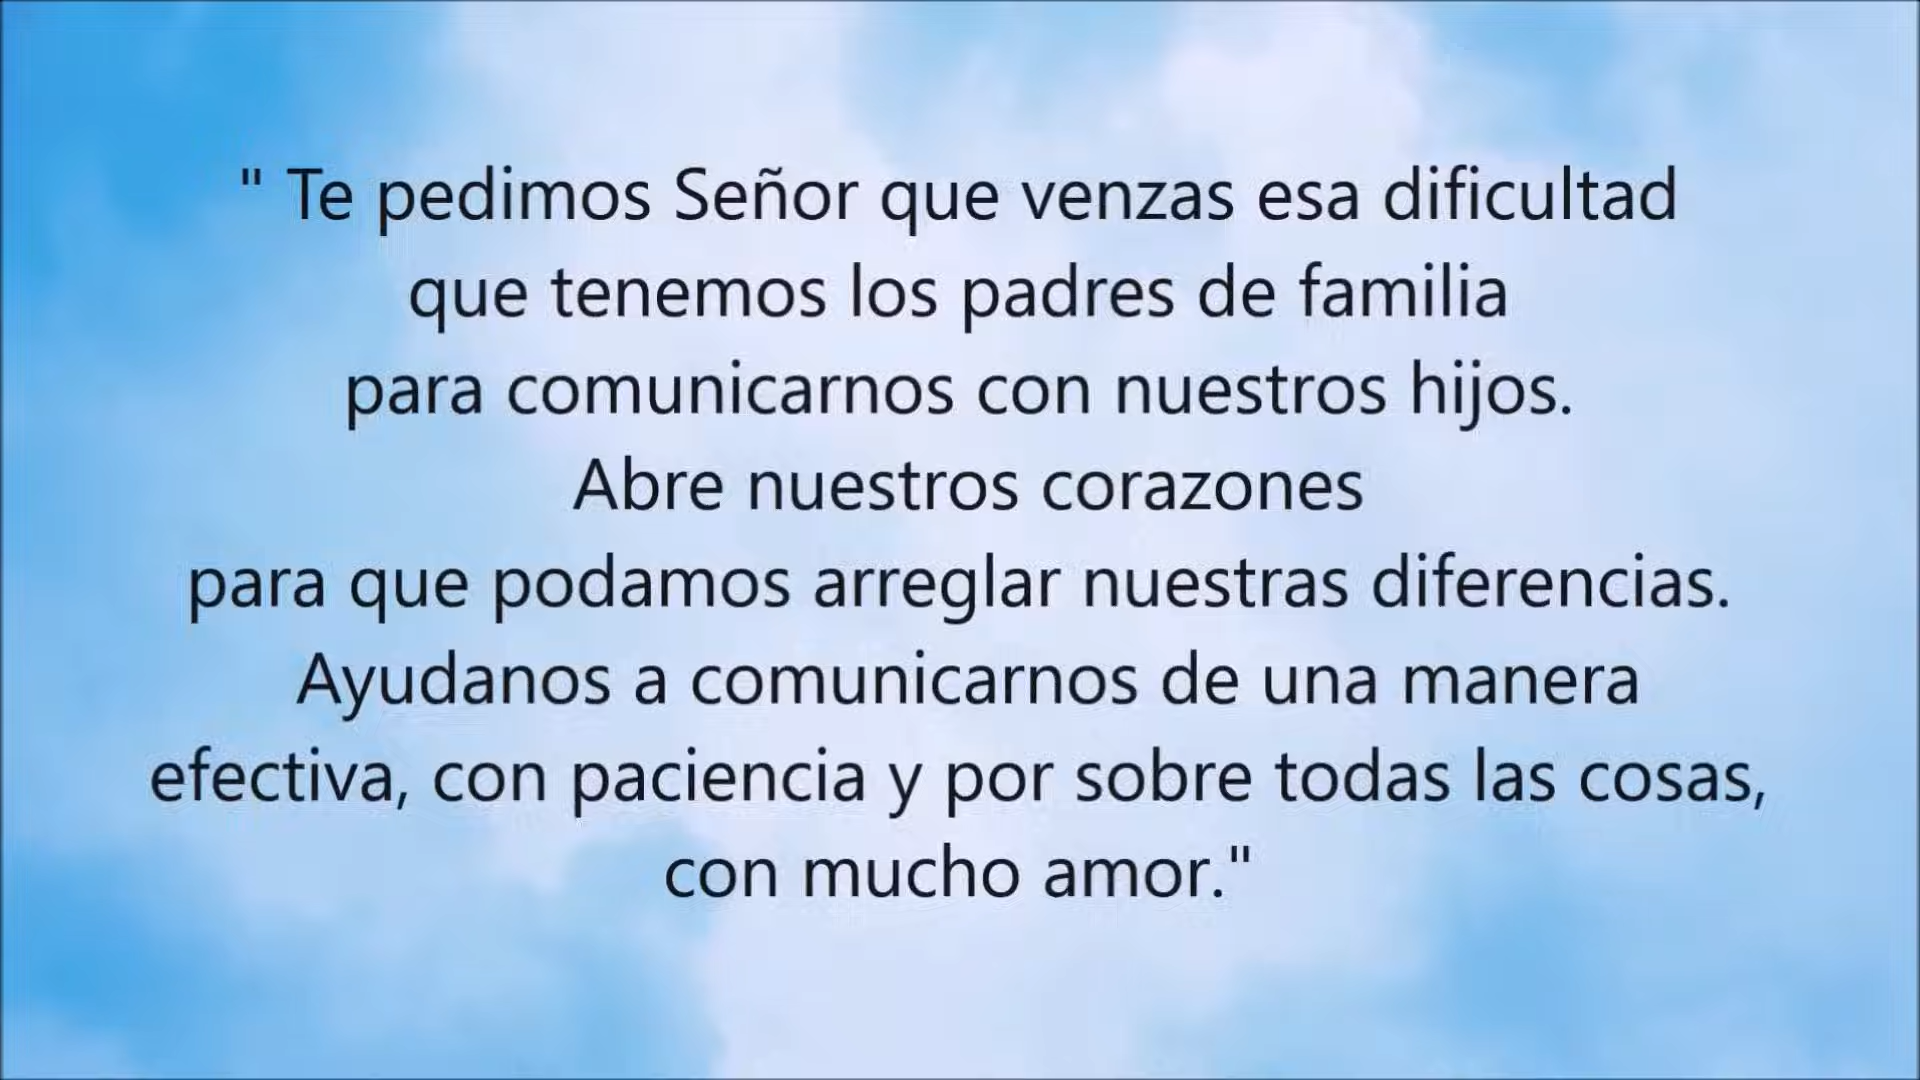 " Te pedimos Señor que venzas esa dificultad
que tenemos los padres de familia
para comunicarnos con nuestros hijos.
Abre nuestros corazones
para que podamos arreglar nuestras diferencias.
Ayudanos a comunicarnos de una manera
efectiva, con paciencia y por sobre todas las cosas,
con mucho amor."